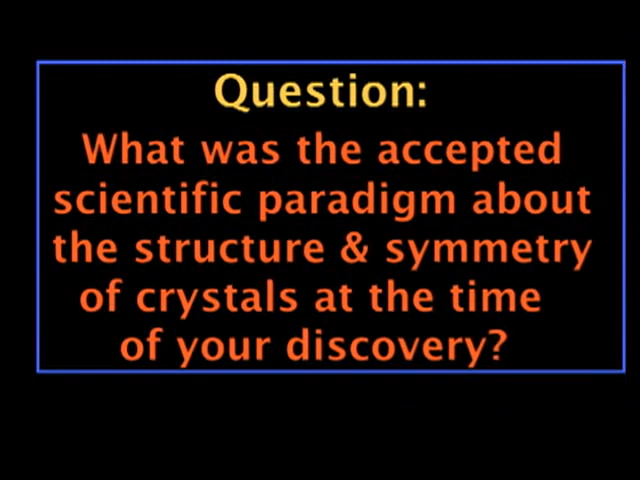 Question:
What was the accepted
scientific paradigm about
the structure & symmetry
of crystals at the time
of your discovery?